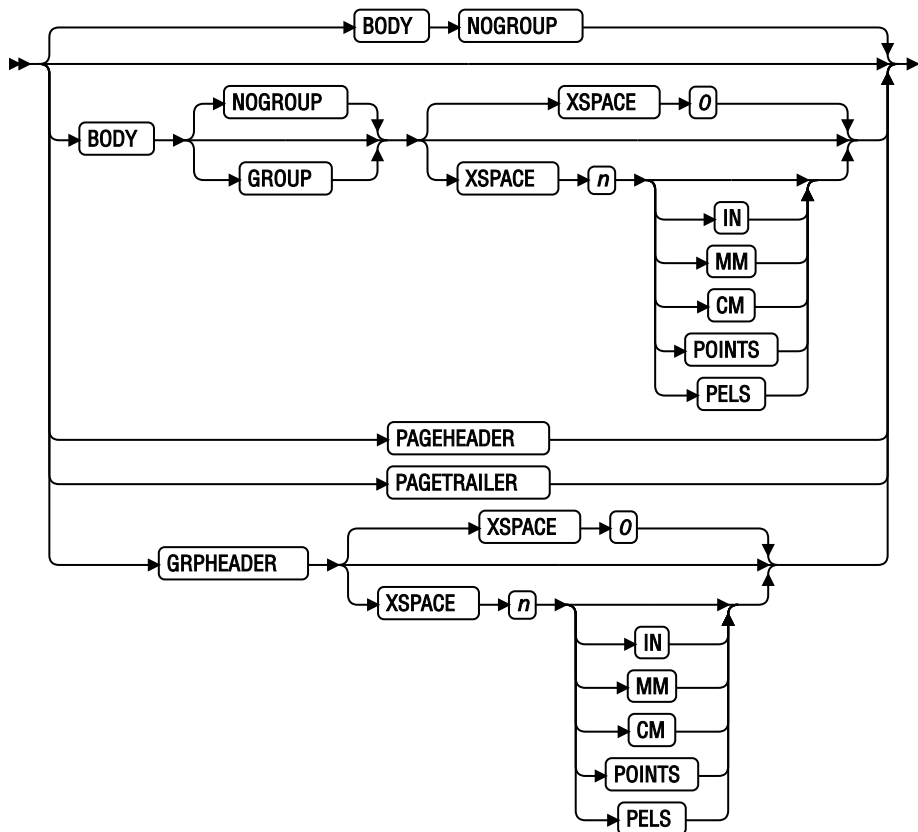 BODY NOGROUP
NOGROUP XSPACE 0
BODY
GROUP XSPACE n
IN
MM
CM
POINTS
PELS
PAGEHEADER
PAGETRAILER
XSPACE 0
GRPHEADER
XSPACE n
IN
MM
CM
POINTS
PELS